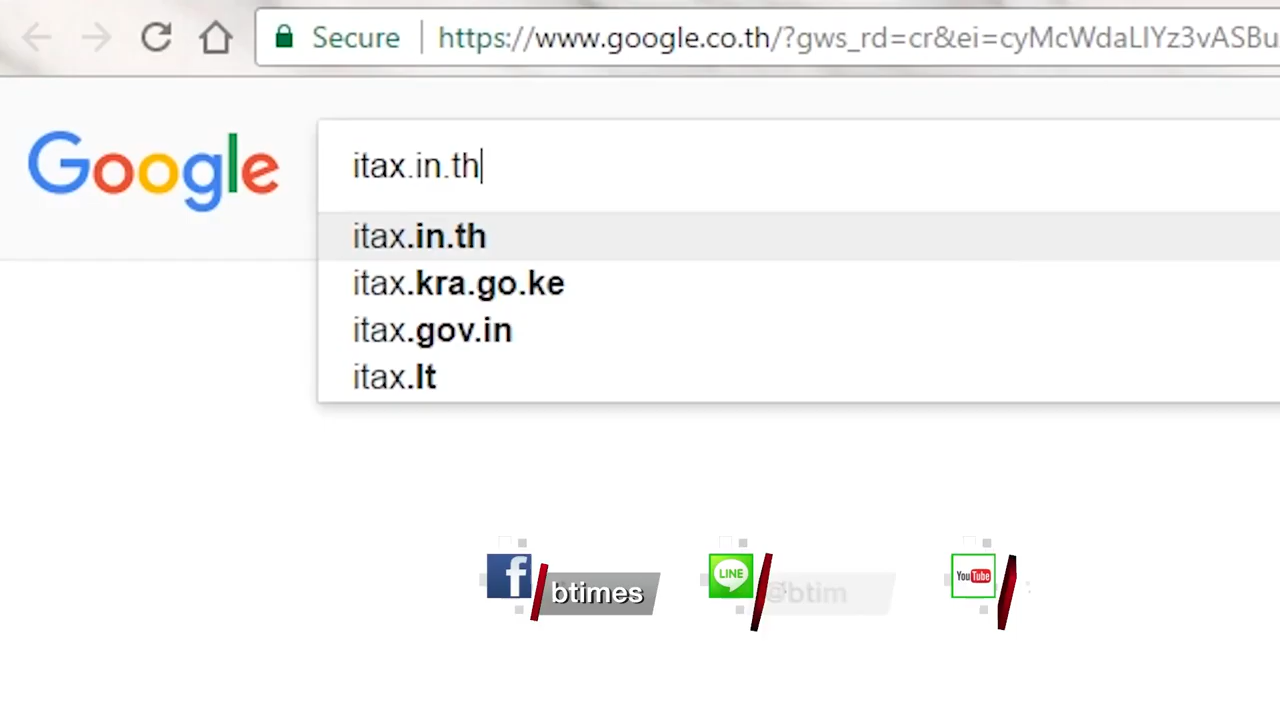 Secure https://www.google.co.th/?gws_rd=cr&ei=cyMcWdaLIYz3vASBu
Google
itax.in.th
itax.in.th
itax.kra.go.ke
itax.gov.in
itax.lt
f btimes LINE @btim YouTube